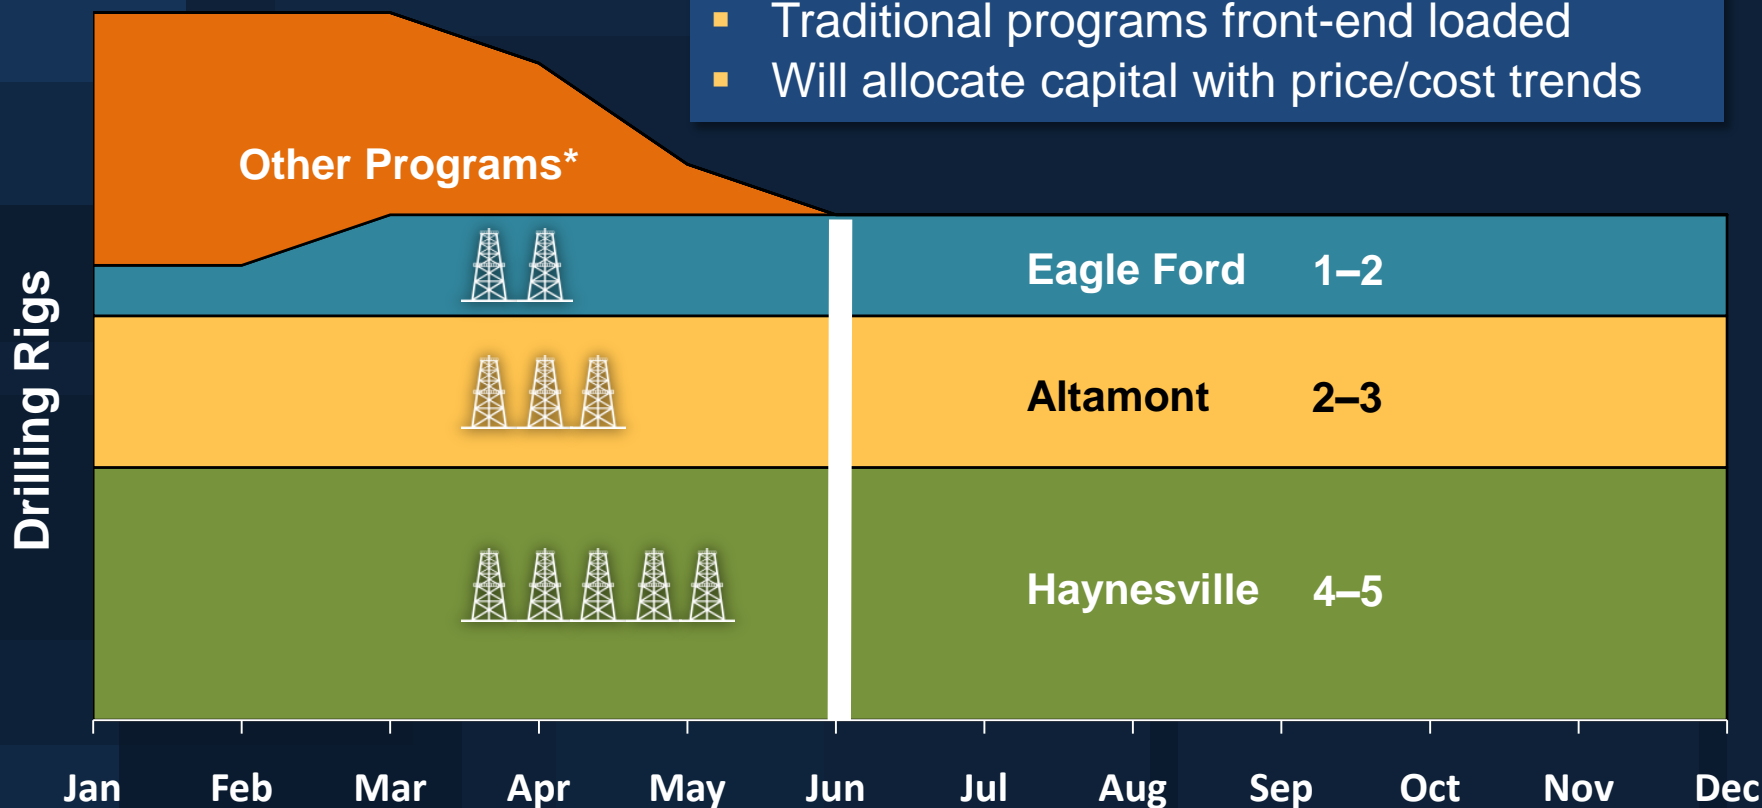 Traditional programs front-end loaded
Will allocate capital with price/cost trends
Other Programs*
Drilling Rigs
Eagle Ford 1–2
Altamont 2–3
Haynesville 4–5
Jan Feb Mar Apr May Jun Jul Aug Sep Oct Nov Dec